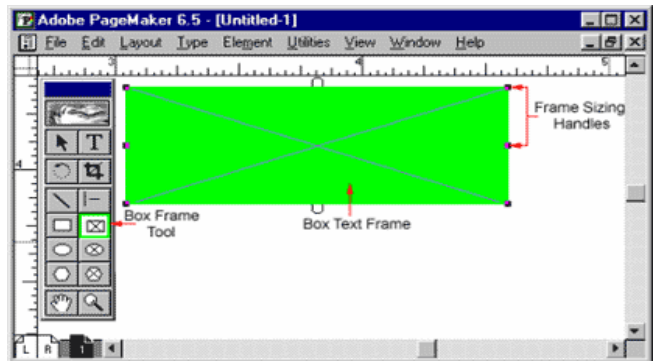 Adobe PageMaker 6.5 - [Untitled-1]
File Edit Layout Type Element Utilities View Window Help
3 4 5
Frame Sizing
Handles
T
4
Box Frame
Tool
Box Text Frame
L R 1